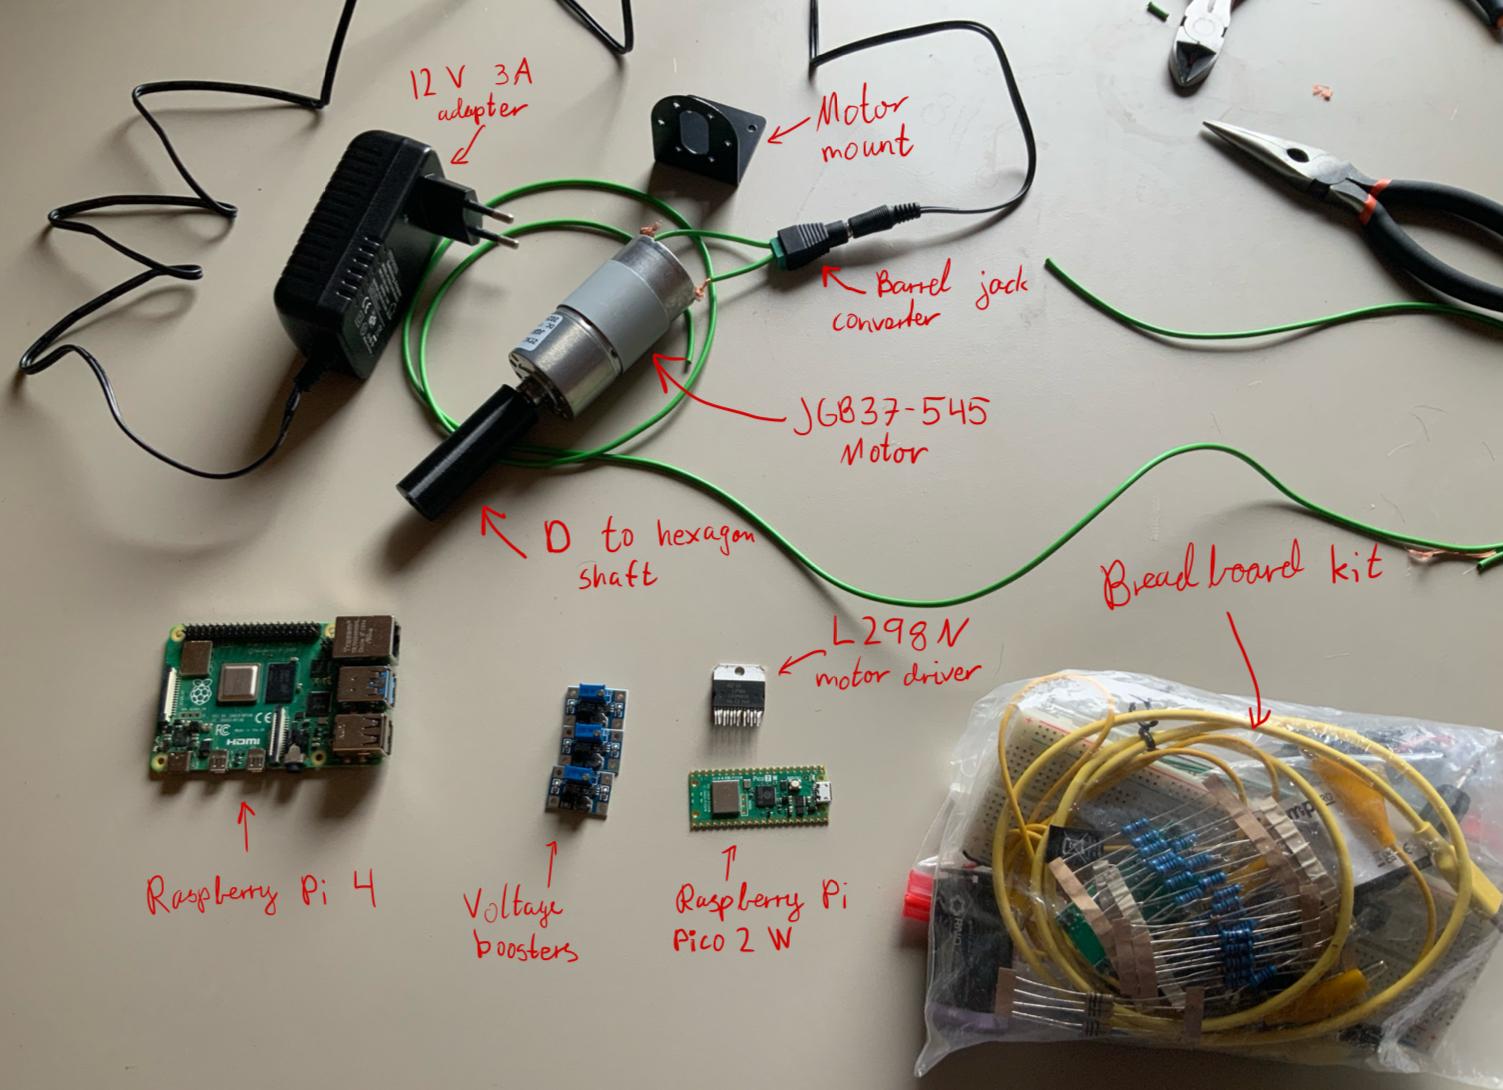 12 V 3A
adapter
Motor
mount
Barrel jack
converter
JGB37-545
Motor
D to hexagon
shaft
Breadboard kit
L298N
motor driver
HDMI
Raspberry Pi 4
Voltage
boosters
Raspberry Pi
Pico 2 W